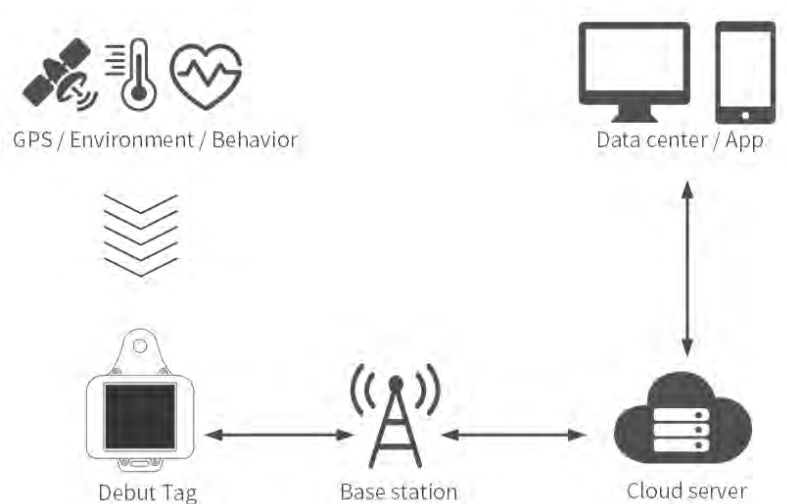 GPS / Environment / Behavior
Data center / App
Debut Tag
Base station
Cloud server